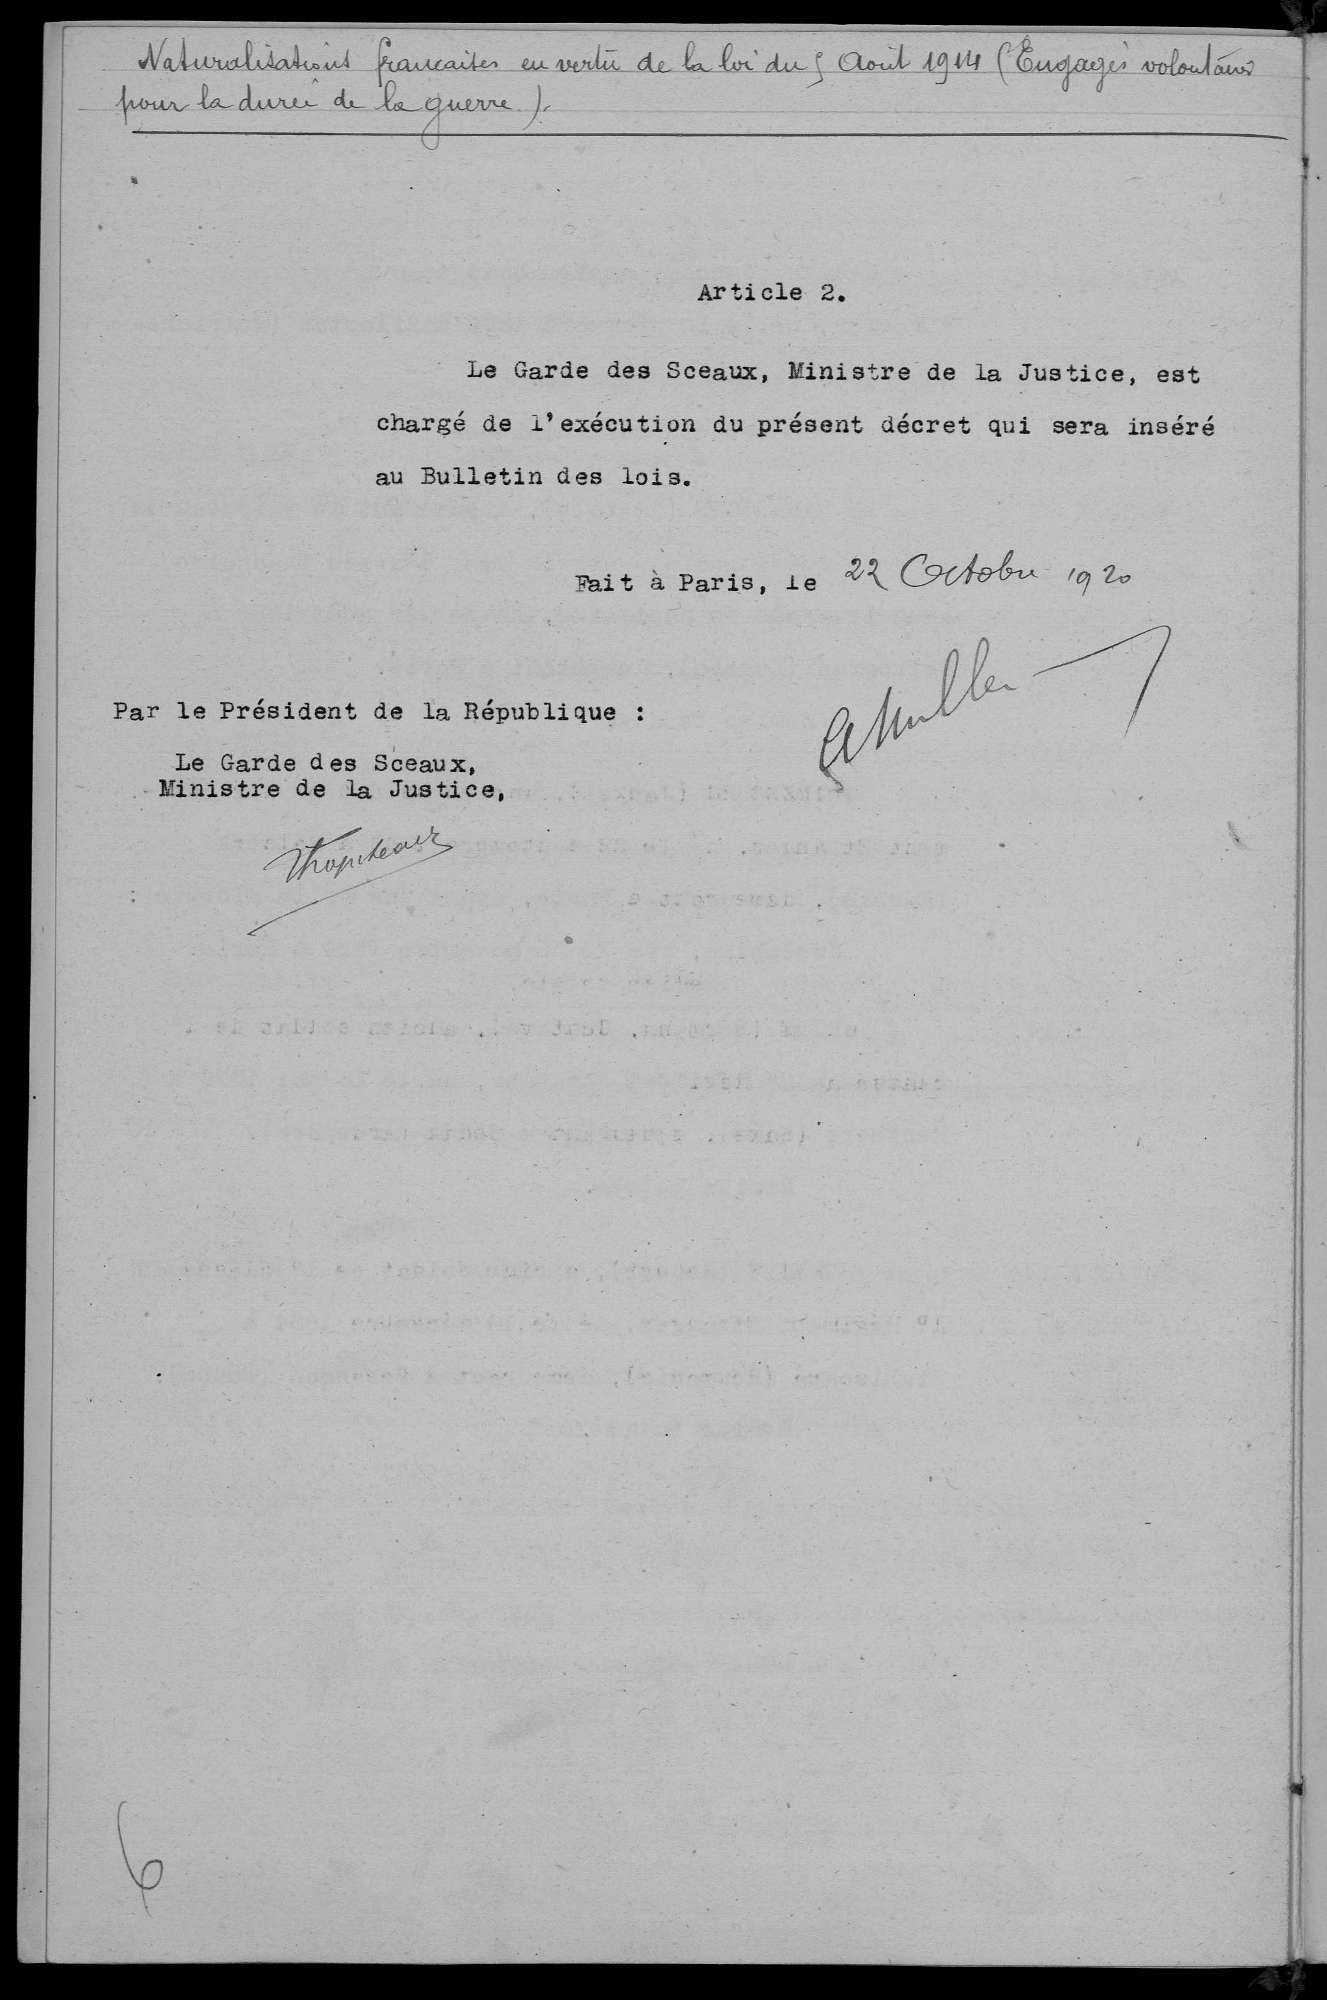 Naturalisations françaises en vertu de la loi du 5 Août 1914 (Engagés volontaires
pour la durée de la guerre).
Article 2.
Le Garde des Sceaux, Ministre de la Justice, est
chargé de l'exécution du présent décret qui sera inséré
au Bulletin des lois.
Fait à Paris, le 22 Octobre 1920
AMillerand
Par le Président de la République :
Le Garde des Sceaux,
Ministre de la Justice,
Lhopiteau
6